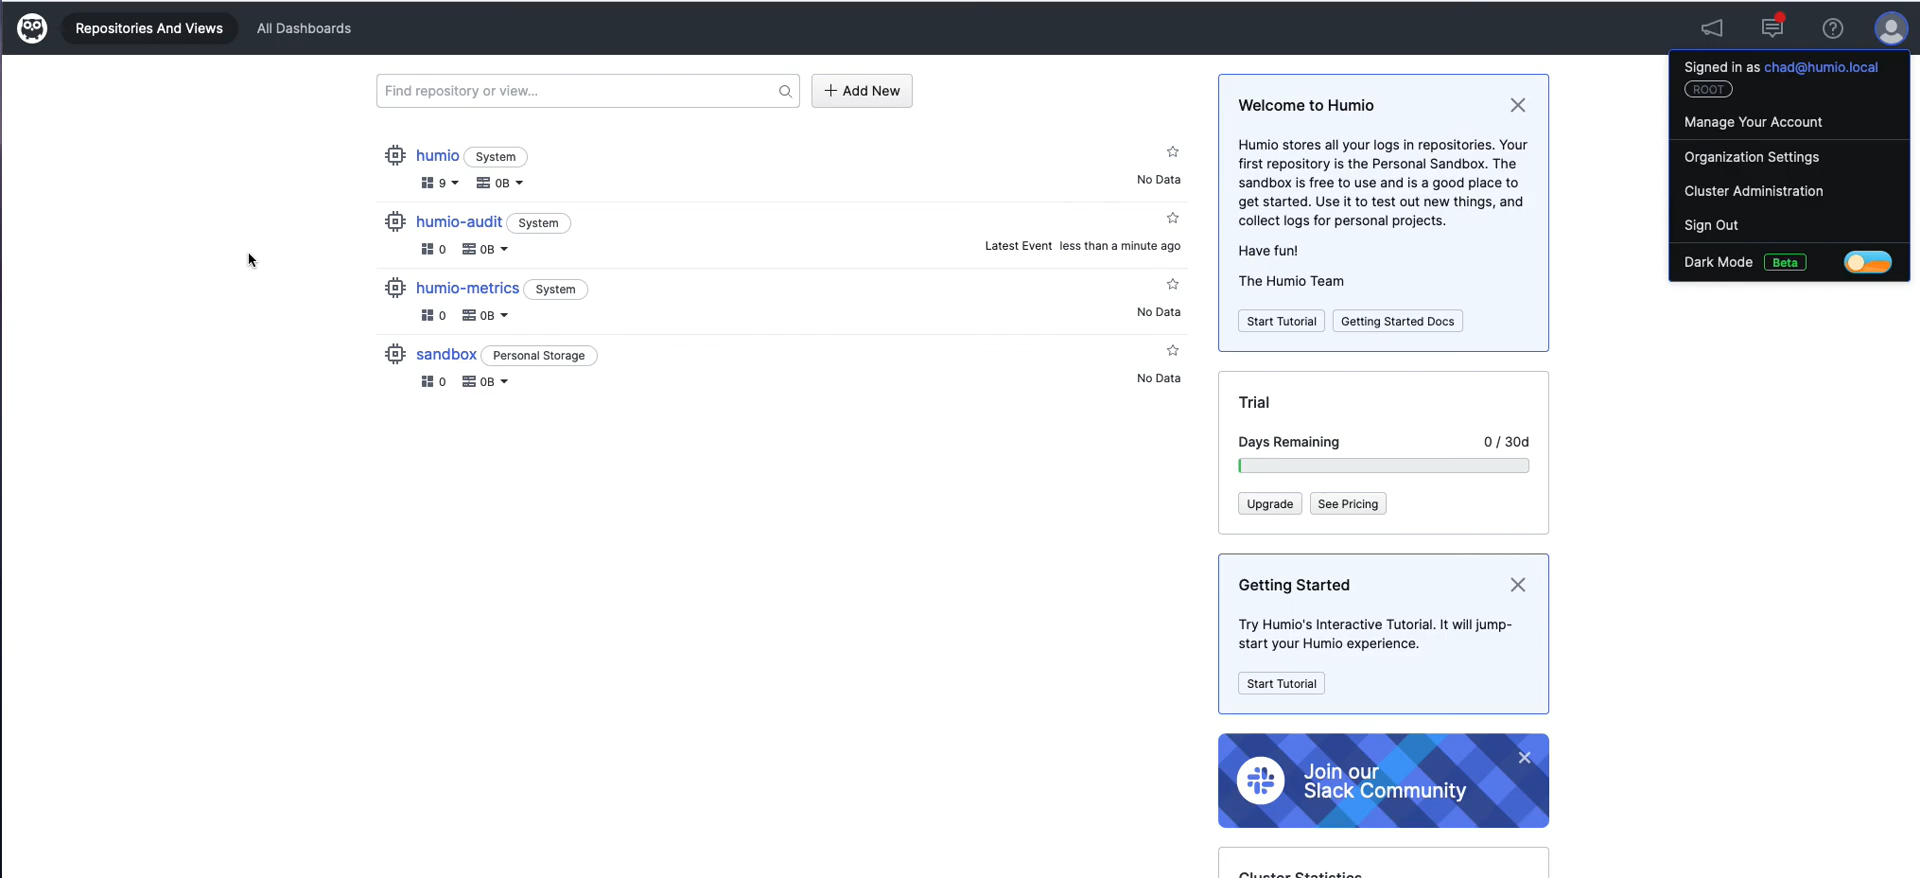 Repositories And Views
All Dashboards
Find repository or view...
+ Add New
humio System
9 0B
No Data
humio-audit System
0 0B
Latest Event less than a minute ago
humio-metrics System
0 0B
No Data
sandbox Personal Storage
0 0B
No Data
Welcome to Humio
Humio stores all your logs in repositories. Your
first repository is the Personal Sandbox. The
sandbox is free to use and is a good place to
get started. Use it to test out new things, and
collect logs for personal projects.
Have fun!
The Humio Team
Start Tutorial
Getting Started Docs
Trial
Days Remaining 0 / 30d
Upgrade
See Pricing
Getting Started
Try Humio's Interactive Tutorial. It will jump-
start your Humio experience.
Start Tutorial
Join our
Slack Community
Cluster Statistics
Signed in as chad@humio.local
ROOT
Manage Your Account
Organization Settings
Cluster Administration
Sign Out
Dark Mode Beta